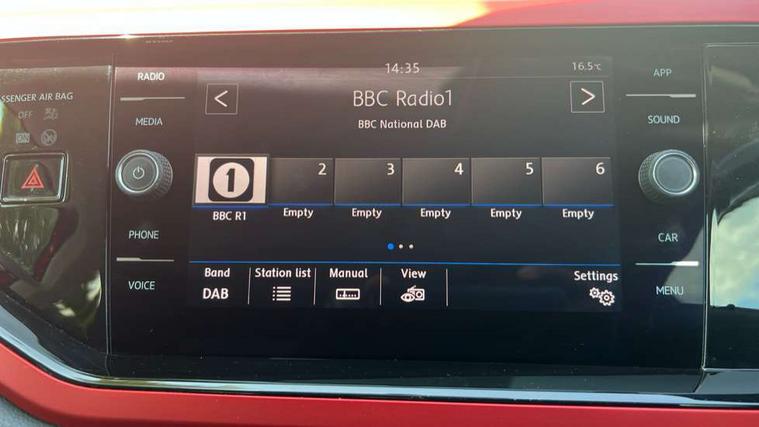 14:35
16.5°C
RADIO
APP
BBC Radio1
SSENGER AIR BAG
OFF
MEDIA
SOUND
BBC National DAB
ON
1
2
3
4
5
6
BBC R1
Empty
Empty
Empty
Empty
Empty
PHONE
CAR
Band
Station list
Manual
View
Settings
DAB
VOICE
MENU